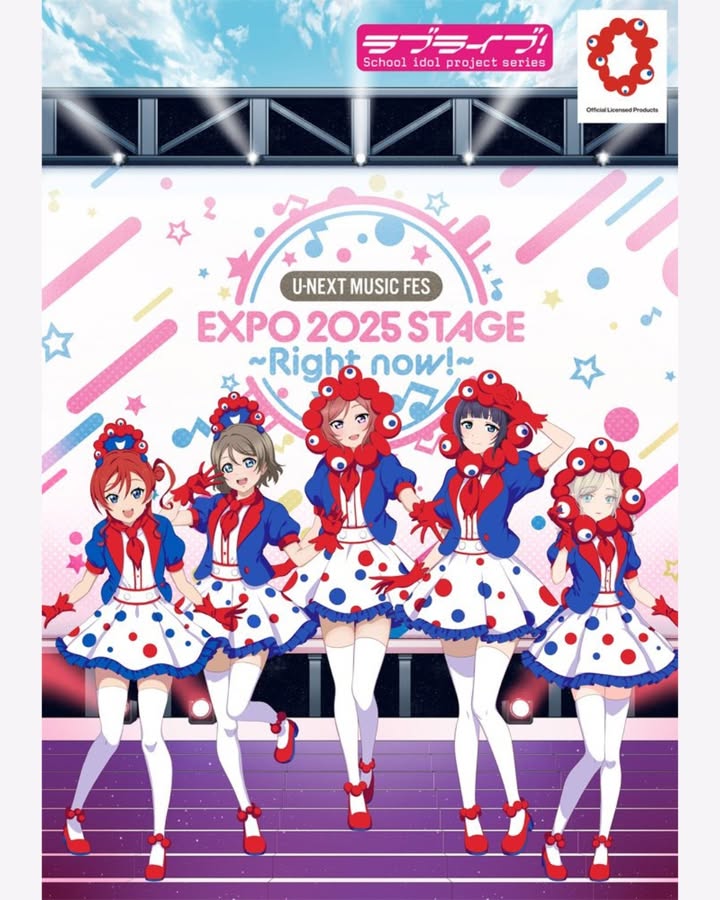 ラブライブ!
School idol project series
Official Licensed Products
U-NEXT MUSIC FES
EXPO 2025 STAGE
~Right now!~